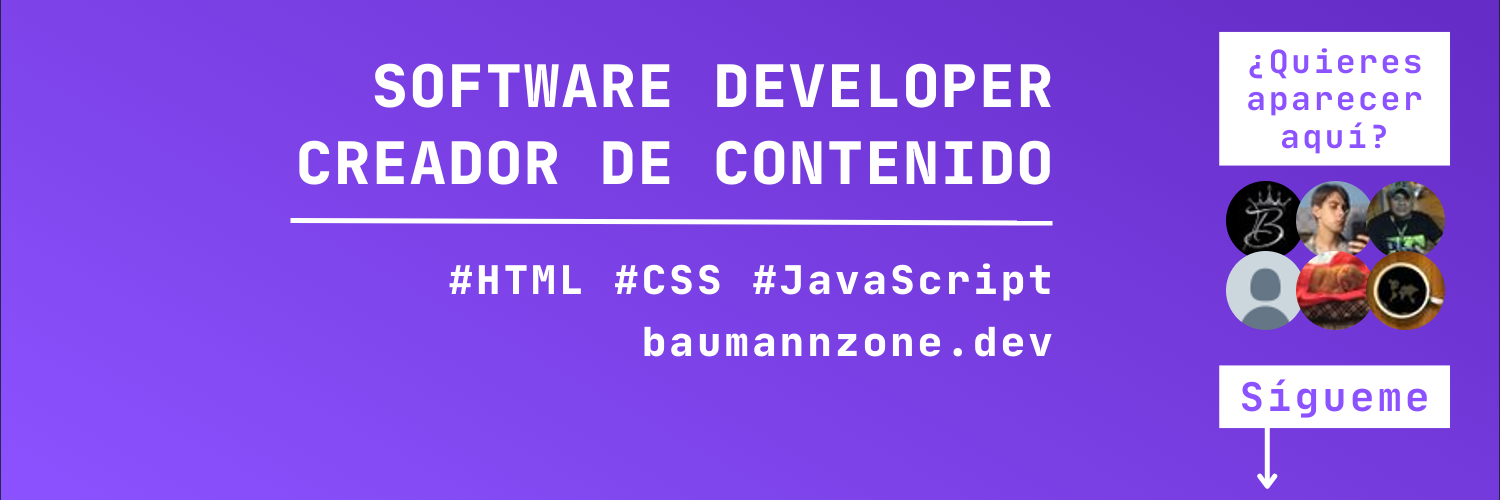 SOFTWARE DEVELOPER
CREADOR DE CONTENIDO
#HTML #CSS #JavaScript
baumannzone.dev
¿Quieres
aparecer
aquí?
B
Sígueme